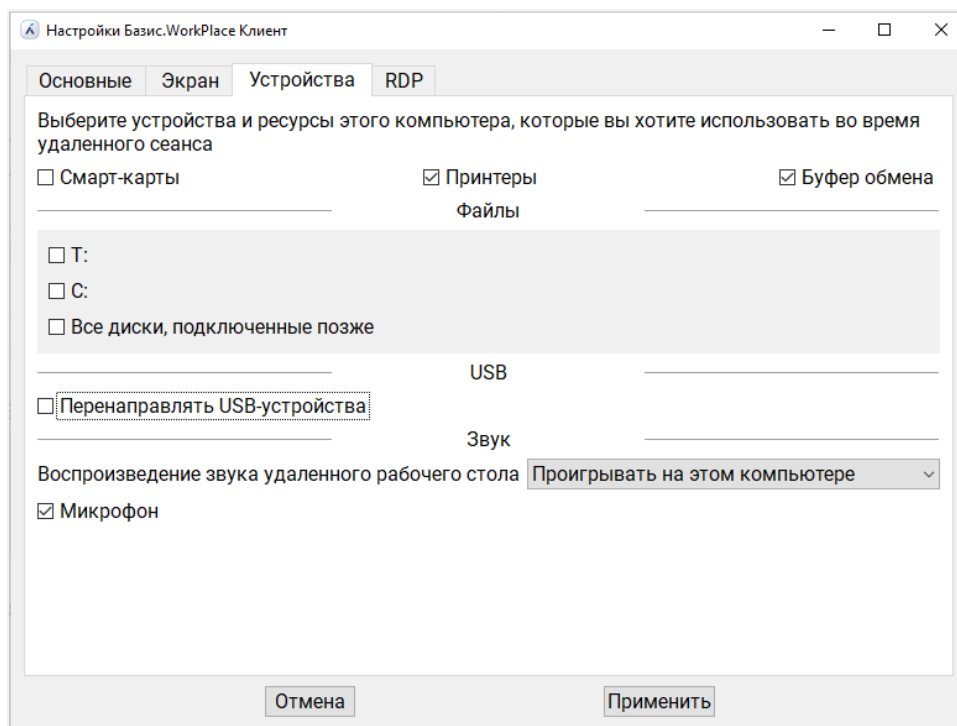 Настройки Базис.WorkPlace Клиент
Основные Экран Устройства RDP
Выберите устройства и ресурсы этого компьютера, которые вы хотите использовать во время
удаленного сеанса
Смарт-карты Принтеры Буфер обмена
Файлы
T:
C:
Все диски, подключенные позже
USB
Перенаправлять USB-устройства
Звук
Воспроизведение звука удаленного рабочего стола Проигрывать на этом компьютере
Микрофон
Отмена Применить